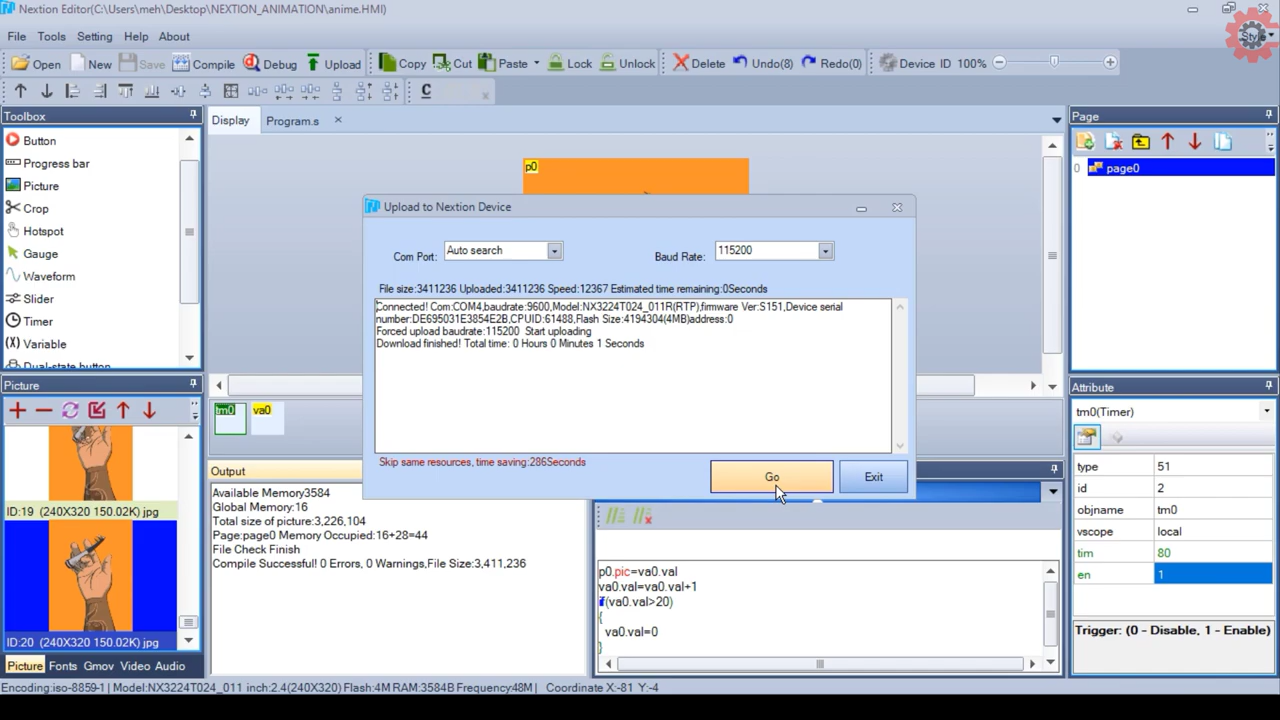 Nextion Editor(C:\Users\meh\Desktop\NEXTION_ANIMATION\anime.HMI)
File Tools Setting Help About
Style
Open New Save Compile Debug Upload Copy Cut Paste Lock Unlock Delete Undo(8) Redo(0) Device ID 100%
Toolbox
Button
Progress bar
Picture
Crop
Hotspot
Gauge
Waveform
Slider
Timer
Variable
Dual-state button
Display Program.s
p0
Upload to Nextion Device
Com Port: Auto search Baud Rate: 115200
File size:3411236 Uploaded:3411236 Speed:12367 Estimated time remaining:0Seconds
Connected! Com:COM4,baudrate:9600,Model:NX3224T024_011R(RTP),firmware Ver:S151,Device serial
number:DE695031E3854E2B,CPUID:61488,Flash Size:4194304(4MB)address:0
Forced upload baudrate:115200 Start uploading
Download finished! Total time: 0 Hours 0 Minutes 1 Seconds
Skip same resources, time saving:286Seconds
Go Exit
tm0 va0
Page
0 page0
Picture
ID:19 (240X320 150.02K) jpg
ID:20 (240X320 150.02K) jpg
Picture Fonts Gmov Video Audio
Output
Available Memory3584
Global Memory:16
Total size of picture:3,226,104
Page:page0 Memory Occupied:16+28=44
File Check Finish
Compile Successful! 0 Errors, 0 Warnings,File Size:3,411,236
p0.pic=va0.val
va0.val=va0.val+1
if(va0.val>20)
{
va0.val=0
}
Attribute
tm0(Timer)
type 51
id 2
objname tm0
vscope local
tim 80
en 1
Trigger: (0 - Disable, 1 - Enable)
Encoding:iso-8859-1| Model:NX3224T024_011 inch:2.4(240X320) Flash:4M RAM:3584B Frequency:48M| Coordinate X:-81 Y:-4